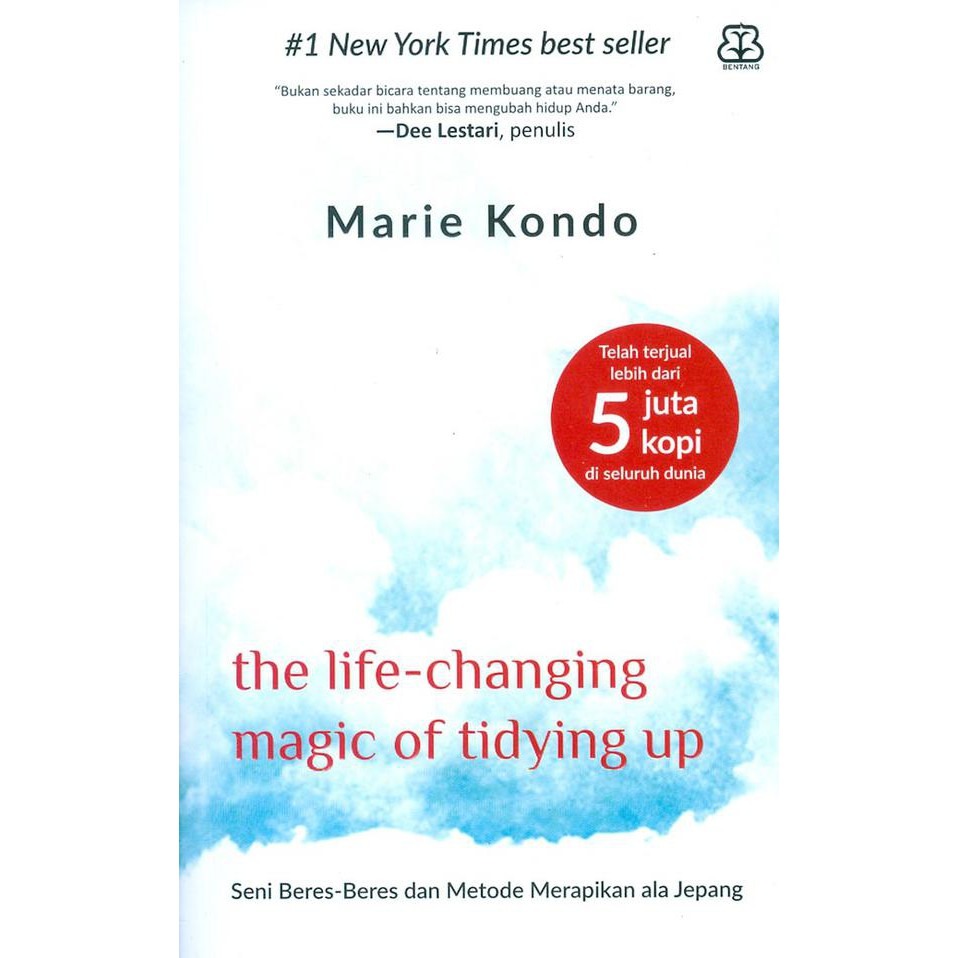 #1 New York Times best seller
BENTANG
“Bukan sekadar bicara tentang membuang atau menata barang,
buku ini bahkan bisa mengubah hidup Anda.”
—Dee Lestari, penulis
Marie Kondo
Telah terjual
lebih dari
5 juta
kopi
di seluruh dunia
the life-changing
magic of tidying up
Seni Beres-Beres dan Metode Merapikan ala Jepang